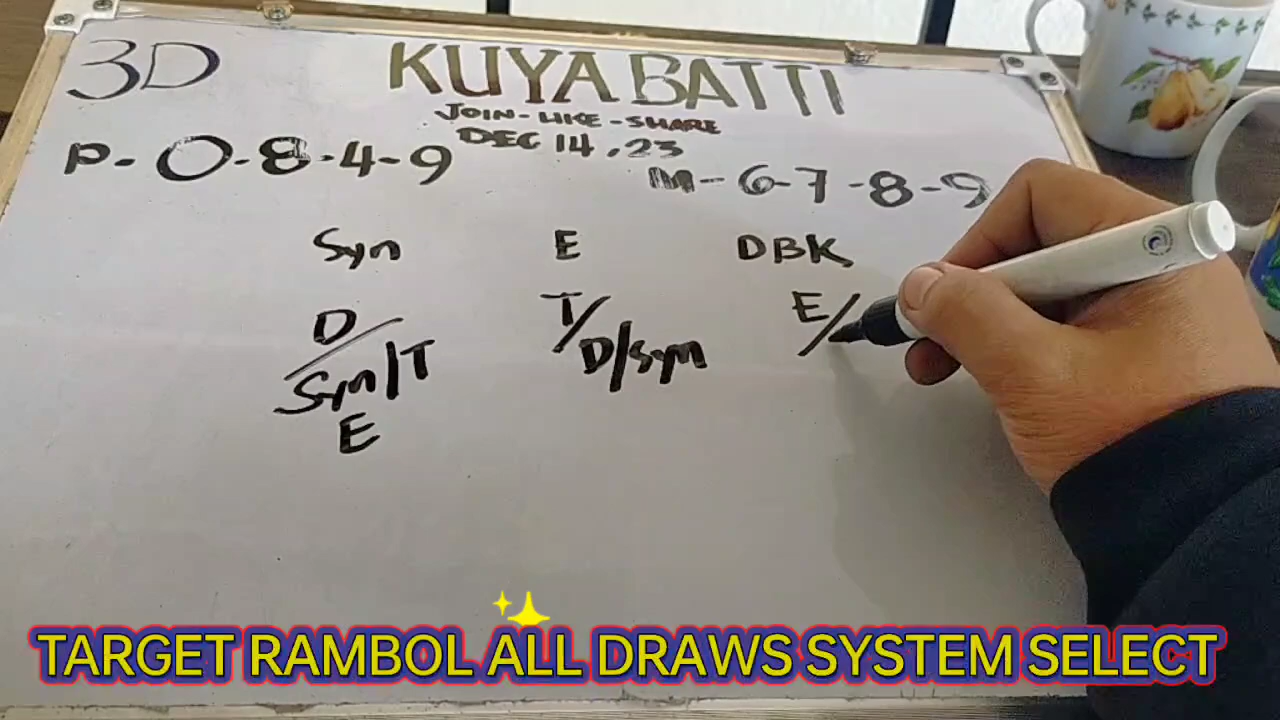 3D KUYA BATTI
JOIN-LIKE-SHARE
DEC 14, 23
P-0-8-4-9
M-6-7-8-9
Syn E DBK
D T/ E/
Syn/T D/Sym
E
TARGET RAMBOL ALL DRAWS SYSTEM SELECT